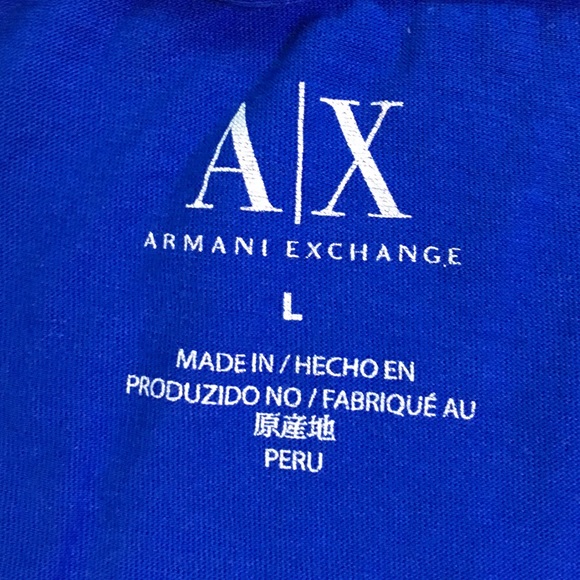 A|X
ARMANI EXCHANGE
L
MADE IN / HECHO EN
PRODUZIDO NO / FABRIQUÉ AU
原産地
PERU